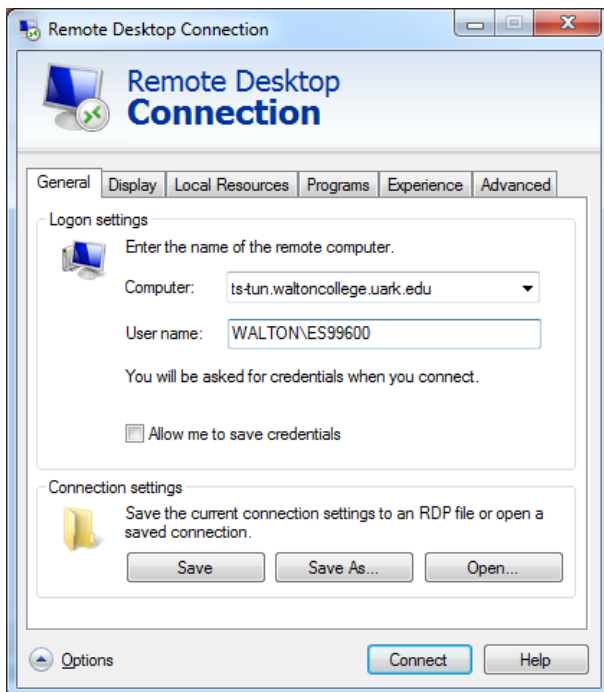 Remote Desktop Connection
Remote Desktop
Connection
General Display Local Resources Programs Experience Advanced
Logon settings
Enter the name of the remote computer.
Computer: ts-tun.waltoncollege.uark.edu
User name: WALTON\ES99600
You will be asked for credentials when you connect.
Allow me to save credentials
Connection settings
Save the current connection settings to an RDP file or open a
saved connection.
Save Save As... Open...
Options Connect Help